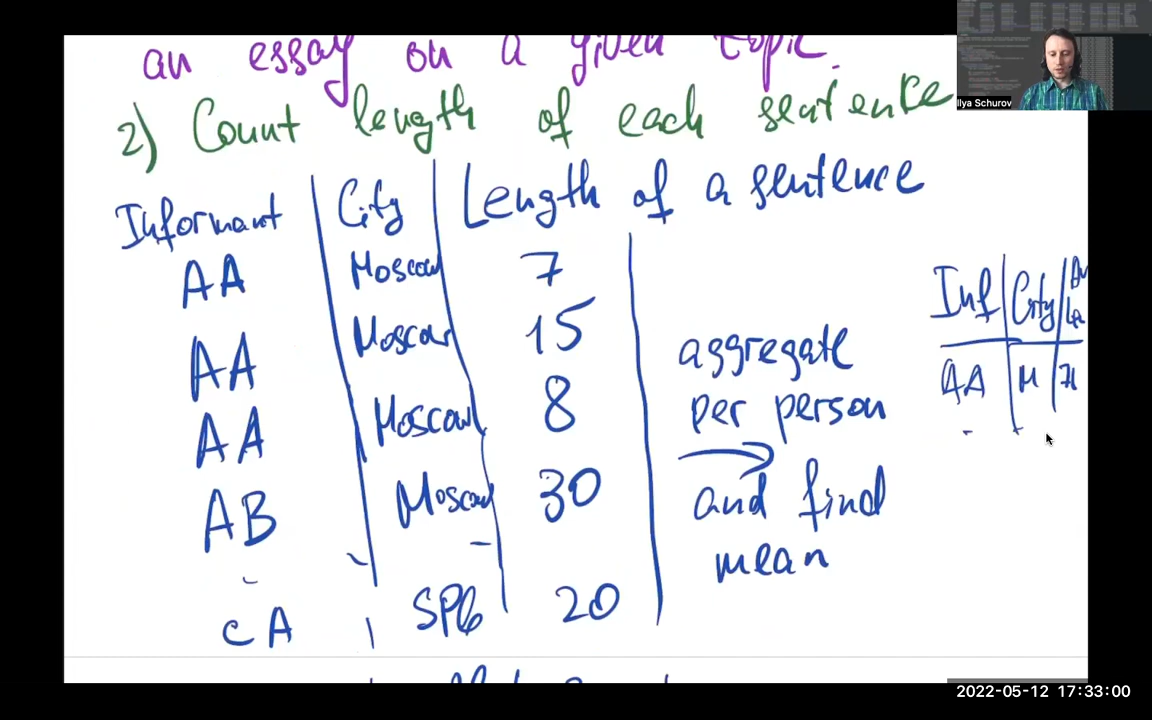 an essay on a given topic.
2) Count length of each sentence
Informant City Length of a sentence
AA Moscow 7
AA Moscow 15
AA Moscow 8
AB Moscow 30
CA SPb 20
aggregate
per person
and find
mean
Inf City
AA M
Ilya Schurov
2022-05-12 17:33:00